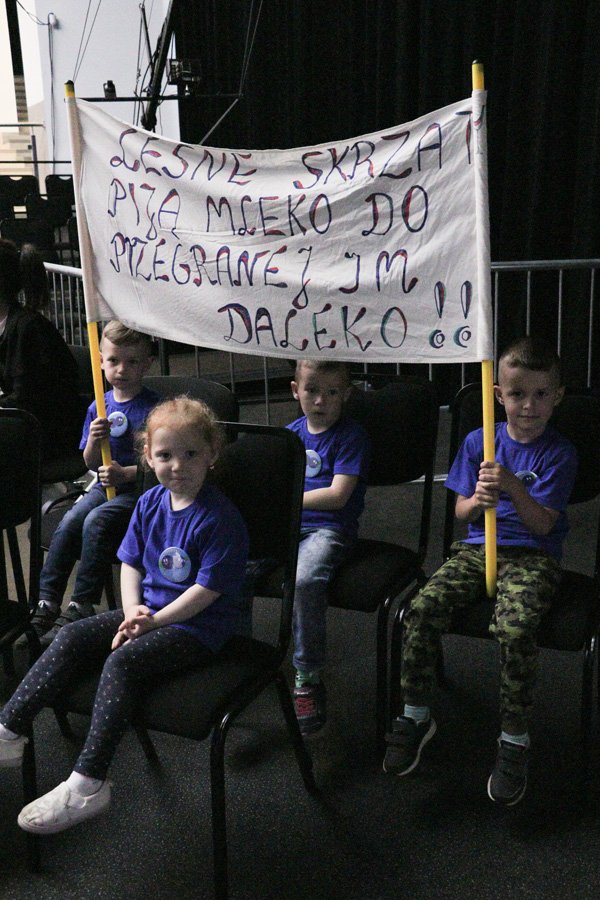 LEŚNE SKRZATY
PIJĄ MLEKO DO
PRZEGRANEJ IM
DALEKO!!